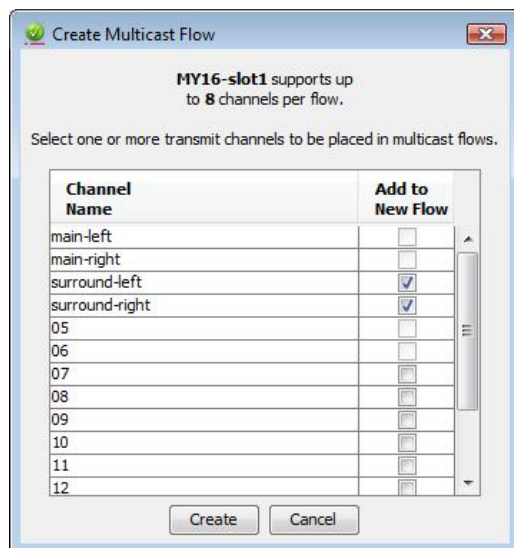 Create Multicast Flow
MY16-slot1 supports up
to 8 channels per flow.
Select one or more transmit channels to be placed in multicast flows.
Channel Name
Add to New Flow
main-left
main-right
surround-left
surround-right
05
06
07
08
09
10
11
12
Create Cancel